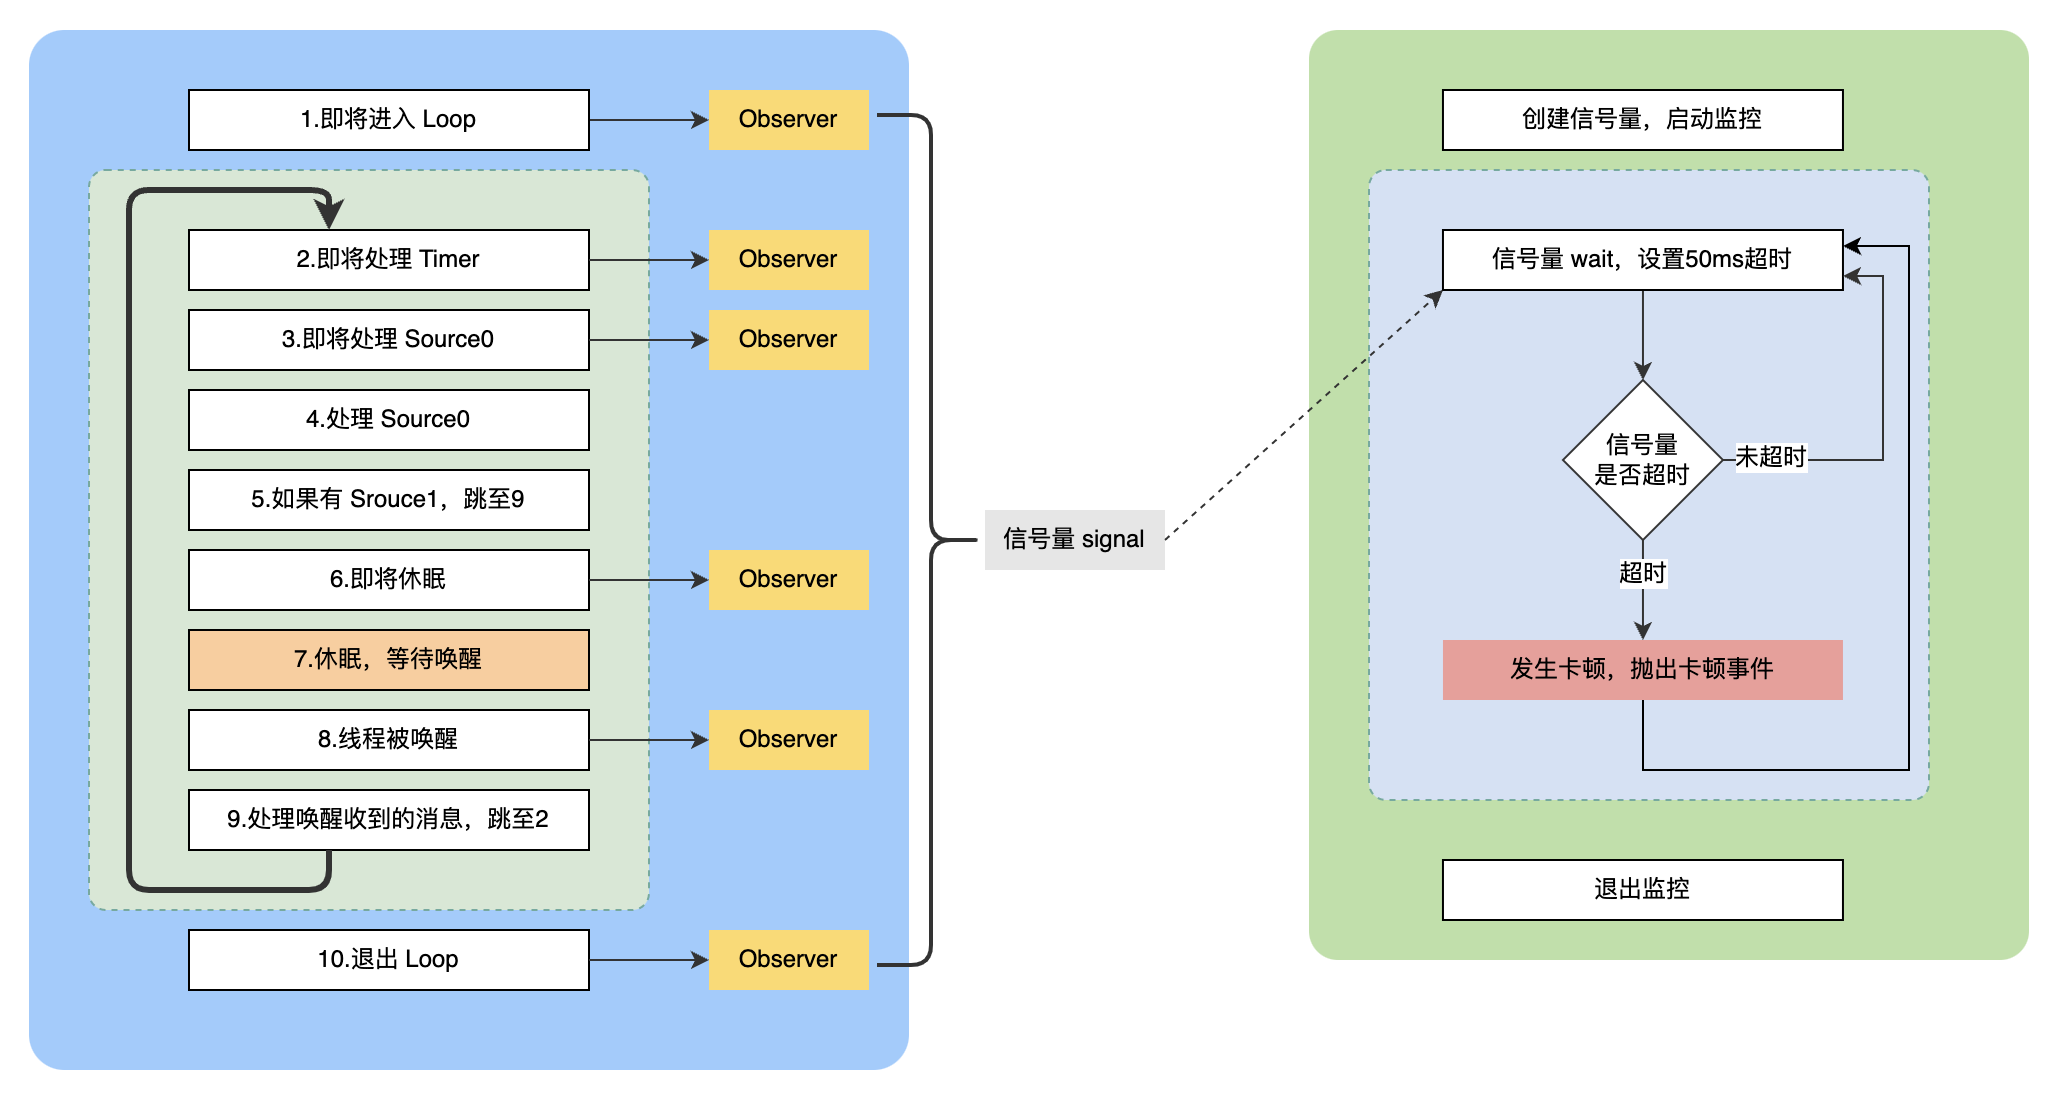 1.即将进入 Loop
Observer
2.即将处理 Timer
Observer
3.即将处理 Source0
Observer
4.处理 Source0
5.如果有 Srouce1，跳至9
6.即将休眠
Observer
7.休眠，等待唤醒
8.线程被唤醒
Observer
9.处理唤醒收到的消息，跳至2
10.退出 Loop
Observer
信号量 signal
创建信号量，启动监控
信号量 wait，设置50ms超时
信号量
是否超时
未超时
超时
发生卡顿，抛出卡顿事件
退出监控